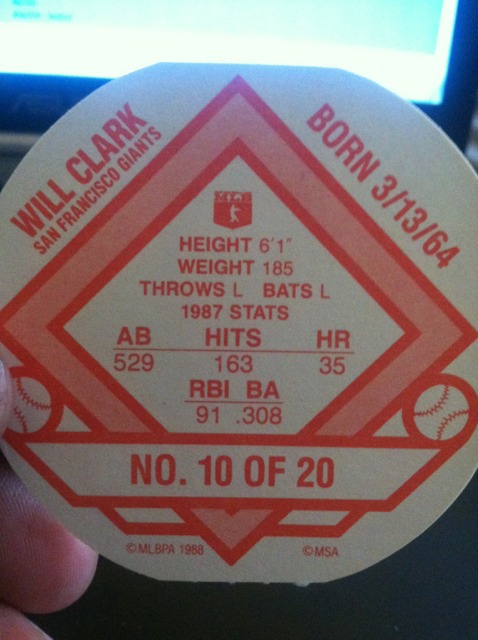 WILL CLARK
SAN FRANCISCO GIANTS
BORN 3/13/64
MLB
HEIGHT 6'1"
WEIGHT 185
THROWS L BATS L
1987 STATS
AB HITS HR
529 163 35
RBI BA
91 .308
NO. 10 OF 20
©MLBPA 1988 ©MSA